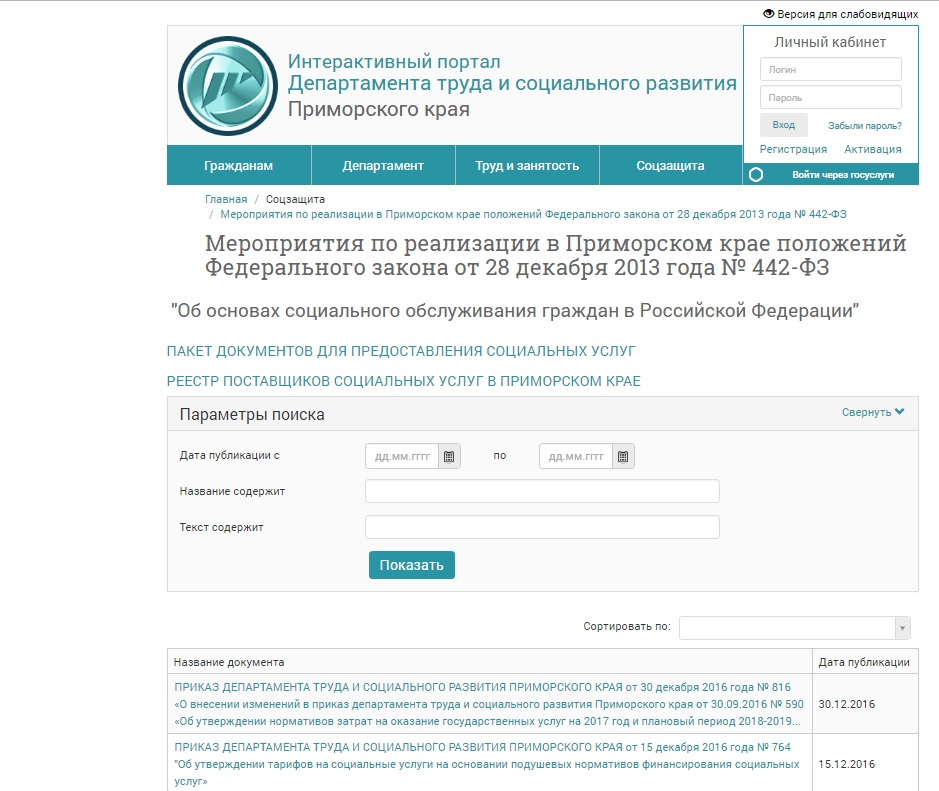 Версия для слабовидящих
Интерактивный портал
Департамента труда и социального развития
Приморского края
Личный кабинет
Логин
Пароль
Вход Забыли пароль?
Регистрация Активация
Войти через госуслуги
Гражданам Департамент Труд и занятость Соцзащита
Главная / Соцзащита
/ Мероприятия по реализации в Приморском крае положений Федерального закона от 28 декабря 2013 года № 442-ФЗ
Мероприятия по реализации в Приморском крае положений
Федерального закона от 28 декабря 2013 года № 442-ФЗ
"Об основах социального обслуживания граждан в Российской Федерации"
ПАКЕТ ДОКУМЕНТОВ ДЛЯ ПРЕДОСТАВЛЕНИЯ СОЦИАЛЬНЫХ УСЛУГ
РЕЕСТР ПОСТАВЩИКОВ СОЦИАЛЬНЫХ УСЛУГ В ПРИМОРСКОМ КРАЕ
Параметры поиска Свернуть
Дата публикации с дд.мм.гггг по дд.мм.гггг
Название содержит
Текст содержит
Показать
Сортировать по:
Название документа Дата публикации
ПРИКАЗ ДЕПАРТАМЕНТА ТРУДА И СОЦИАЛЬНОГО РАЗВИТИЯ ПРИМОРСКОГО КРАЯ от 30 декабря 2016 года № 816
«О внесении изменений в приказ департамента труда и социального развития Приморского края от 30.09.2016 № 590
«Об утверждении нормативов затрат на оказание государственных услуг на 2017 год и плановый период 2018-2019...
30.12.2016
ПРИКАЗ ДЕПАРТАМЕНТА ТРУДА И СОЦИАЛЬНОГО РАЗВИТИЯ ПРИМОРСКОГО КРАЯ от 15 декабря 2016 года № 764
"Об утверждении тарифов на социальные услуги на основании подушевых нормативов финансирования социальных
услуг»
15.12.2016